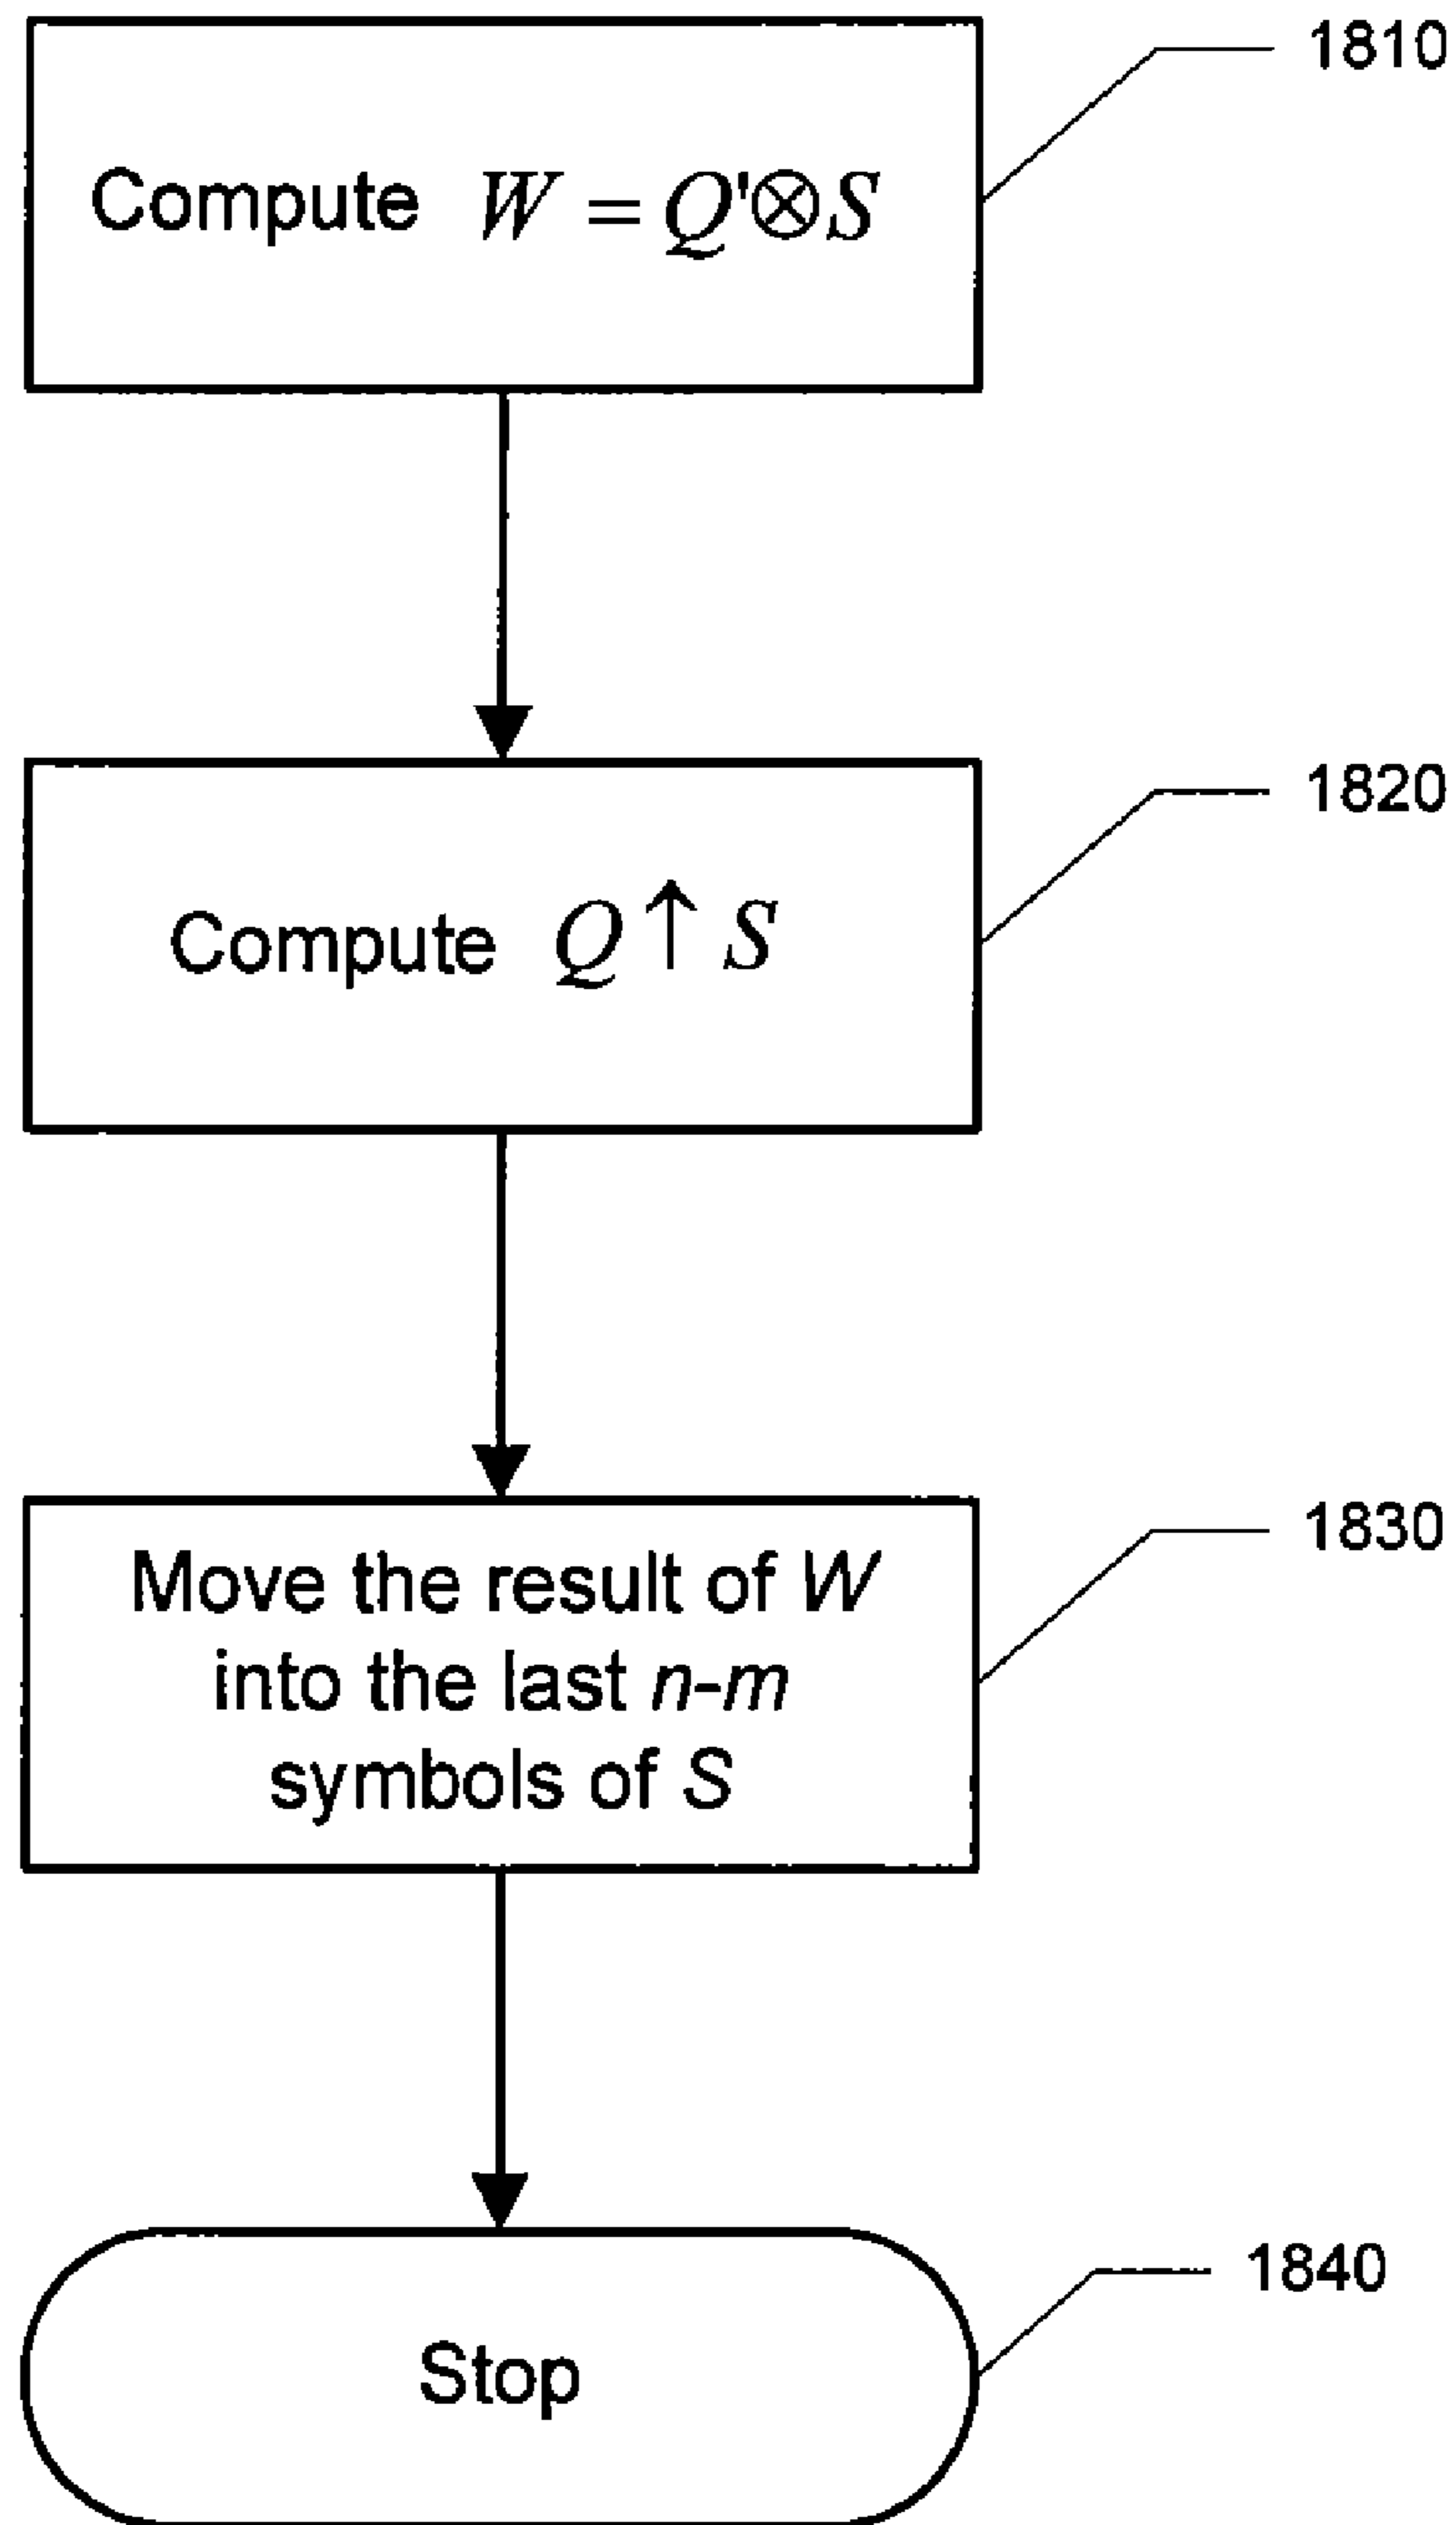 1810
Compute W = Q'⊗S
1820
Compute Q↑S
1830
Move the result of W
into the last n-m
symbols of S
1840
Stop